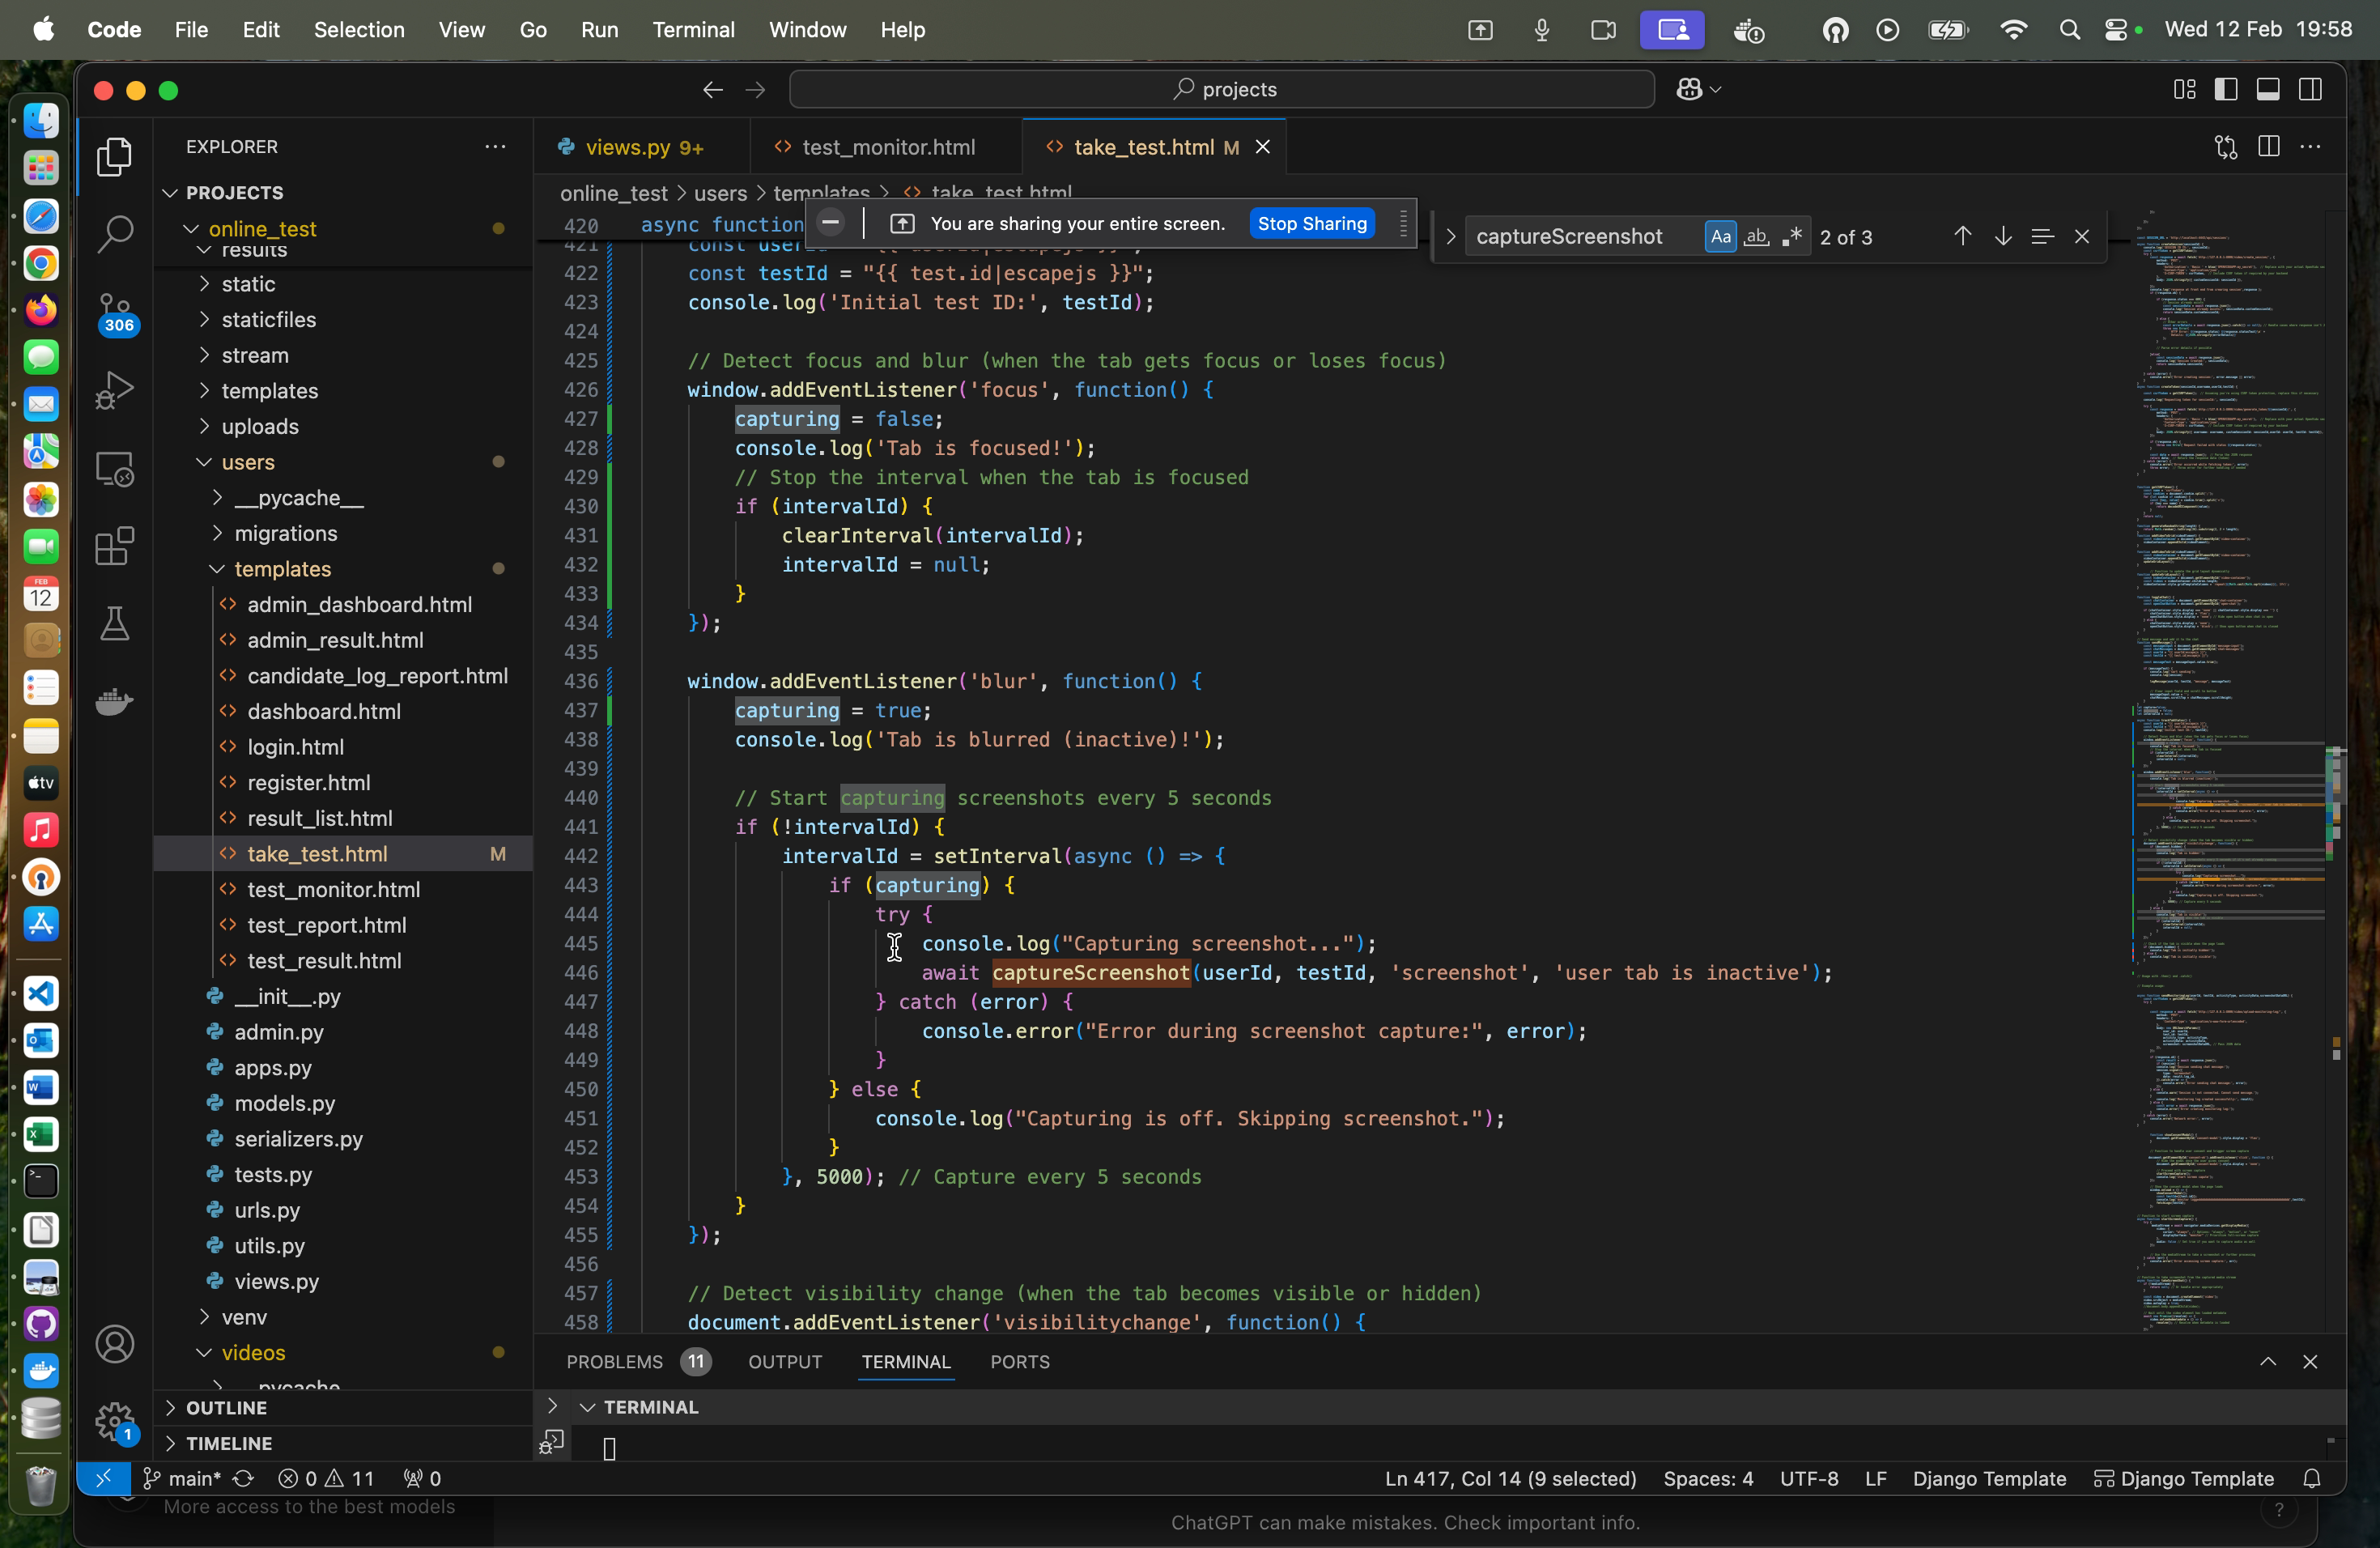 Code File Edit Selection View Go Run Terminal Window Help Wed 12 Feb 19:58
projects
EXPLORER
views.py 9+
test_monitor.html
take_test.html M
PROJECTS
online_test > users > templates > take_test.html
You are sharing your entire screen. Stop Sharing
captureScreenshot Aa ab 2 of 3
online_test
results
static
staticfiles
stream
templates
uploads
users
__pycache__
migrations
templates
admin_dashboard.html
admin_result.html
candidate_log_report.html
dashboard.html
login.html
register.html
result_list.html
take_test.html M
test_monitor.html
test_report.html
test_result.html
__init__.py
admin.py
apps.py
models.py
serializers.py
tests.py
urls.py
utils.py
views.py
venv
videos
__pycache__
OUTLINE
TIMELINE
306
1
FEB
12
tv
420 async function
421 const userId = "{{ userId|escapejs }}";
422 const testId = "{{ test.id|escapejs }}";
423 console.log('Initial test ID:', testId);
424
425 // Detect focus and blur (when the tab gets focus or loses focus)
426 window.addEventListener('focus', function() {
427 capturing = false;
428 console.log('Tab is focused!');
429 // Stop the interval when the tab is focused
430 if (intervalId) {
431 clearInterval(intervalId);
432 intervalId = null;
433 }
434 });
435
436 window.addEventListener('blur', function() {
437 capturing = true;
438 console.log('Tab is blurred (inactive)!');
439
440 // Start capturing screenshots every 5 seconds
441 if (!intervalId) {
442 intervalId = setInterval(async () => {
443 if (capturing) {
444 try {
445 console.log("Capturing screenshot...");
446 await captureScreenshot(userId, testId, 'screenshot', 'user tab is inactive');
447 } catch (error) {
448 console.error("Error during screenshot capture:", error);
449 }
450 } else {
451 console.log("Capturing is off. Skipping screenshot.");
452 }
453 }, 5000); // Capture every 5 seconds
454 }
455 });
456
457 // Detect visibility change (when the tab becomes visible or hidden)
458 document.addEventListener('visibilitychange', function() {
PROBLEMS 11 OUTPUT TERMINAL PORTS
TERMINAL
main* 0 11 0 Ln 417, Col 14 (9 selected) Spaces: 4 UTF-8 LF Django Template Django Template
More access to the best models
ChatGPT can make mistakes. Check important info.
?